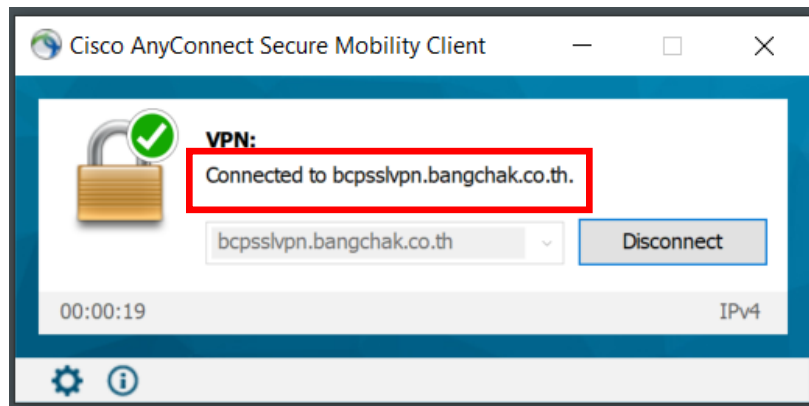 Cisco AnyConnect Secure Mobility Client
VPN:
Connected to bcpsslvpn.bangchak.co.th.
bcpsslvpn.bangchak.co.th
Disconnect
00:00:19
IPv4